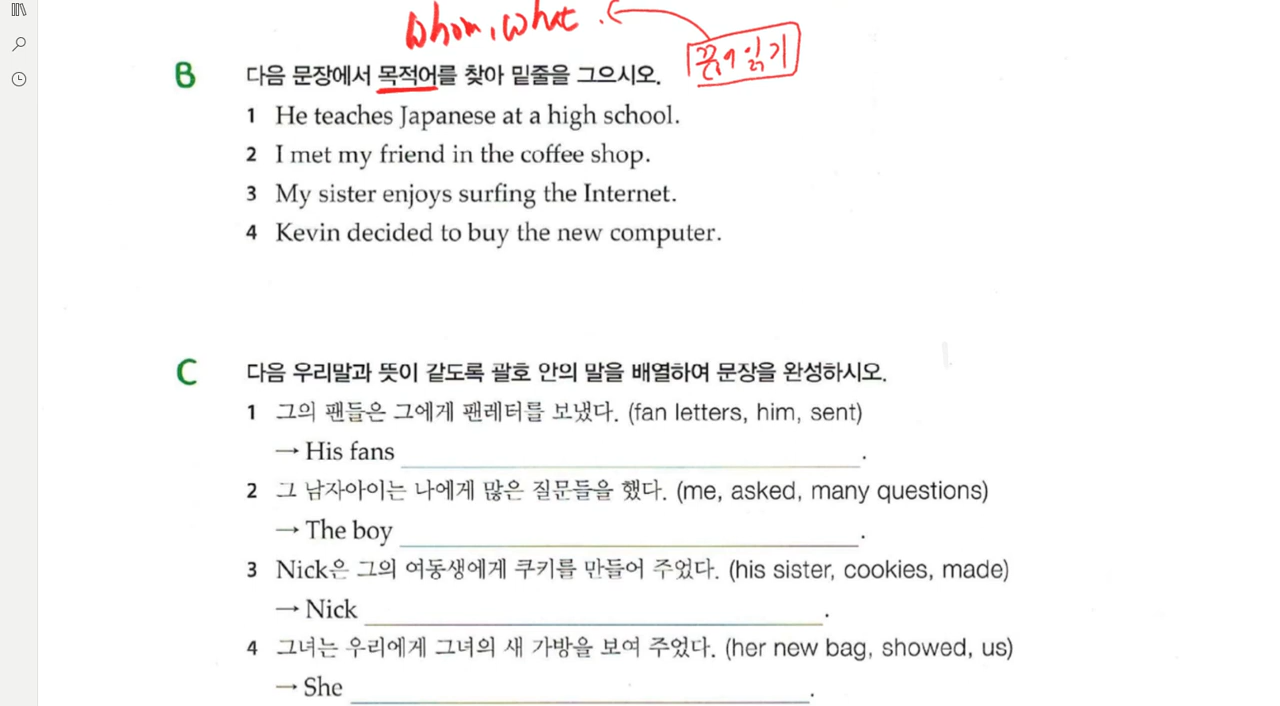 whom, what.
끊어 읽기
B 다음 문장에서 목적어를 찾아 밑줄을 그으시오.
1 He teaches Japanese at a high school.
2 I met my friend in the coffee shop.
3 My sister enjoys surfing the Internet.
4 Kevin decided to buy the new computer.
C 다음 우리말과 뜻이 같도록 괄호 안의 말을 배열하여 문장을 완성하시오.
1 그의 팬들은 그에게 팬레터를 보냈다. (fan letters, him, sent)
→ His fans .
2 그 남자아이는 나에게 많은 질문들을 했다. (me, asked, many questions)
→ The boy .
3 Nick은 그의 여동생에게 쿠키를 만들어 주었다. (his sister, cookies, made)
→ Nick .
4 그녀는 우리에게 그녀의 새 가방을 보여 주었다. (her new bag, showed, us)
→ She .